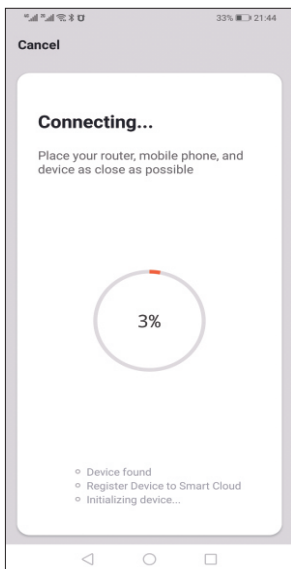 33% 21:44
Cancel
Connecting...
Place your router, mobile phone, and
device as close as possible
3%
Device found
Register Device to Smart Cloud
Initializing device...